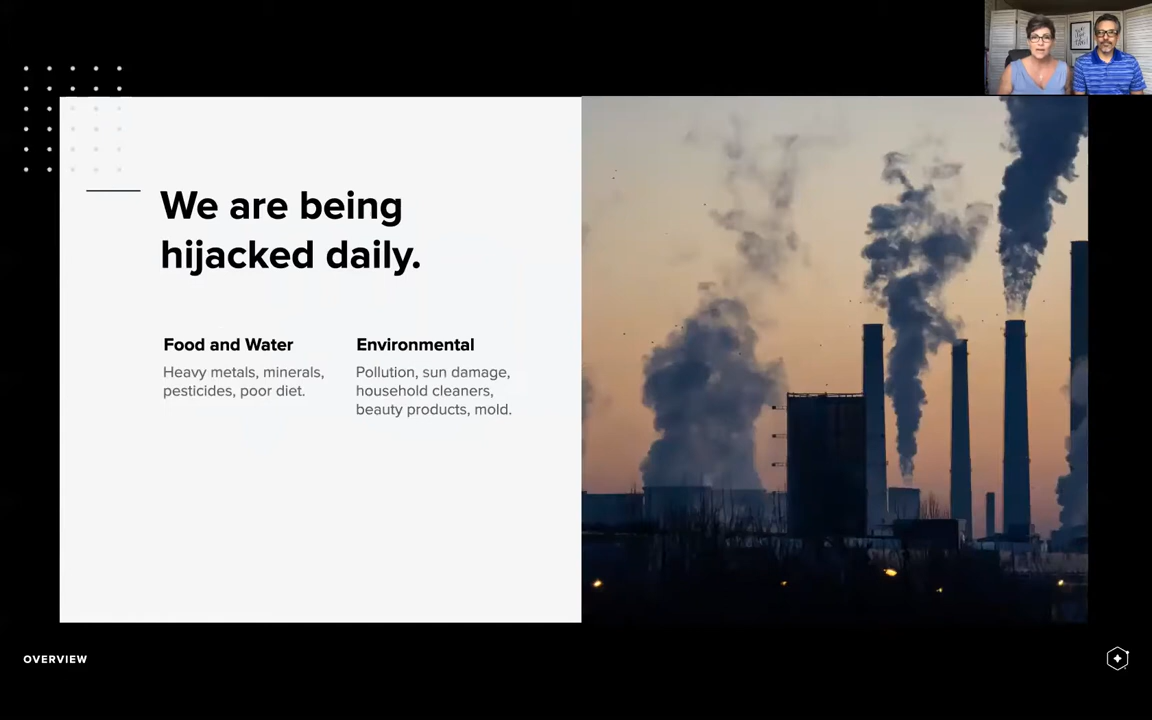 We are being
hijacked daily.
Food and Water
Heavy metals, minerals,
pesticides, poor diet.
Environmental
Pollution, sun damage,
household cleaners,
beauty products, mold.
OVERVIEW